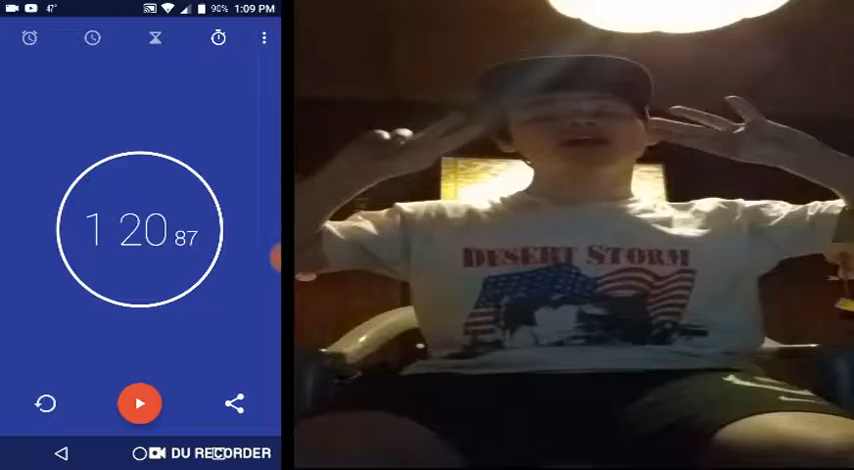 47° 90% 1:09 PM
1 20 87
DU RECORDER
DESERT STORM